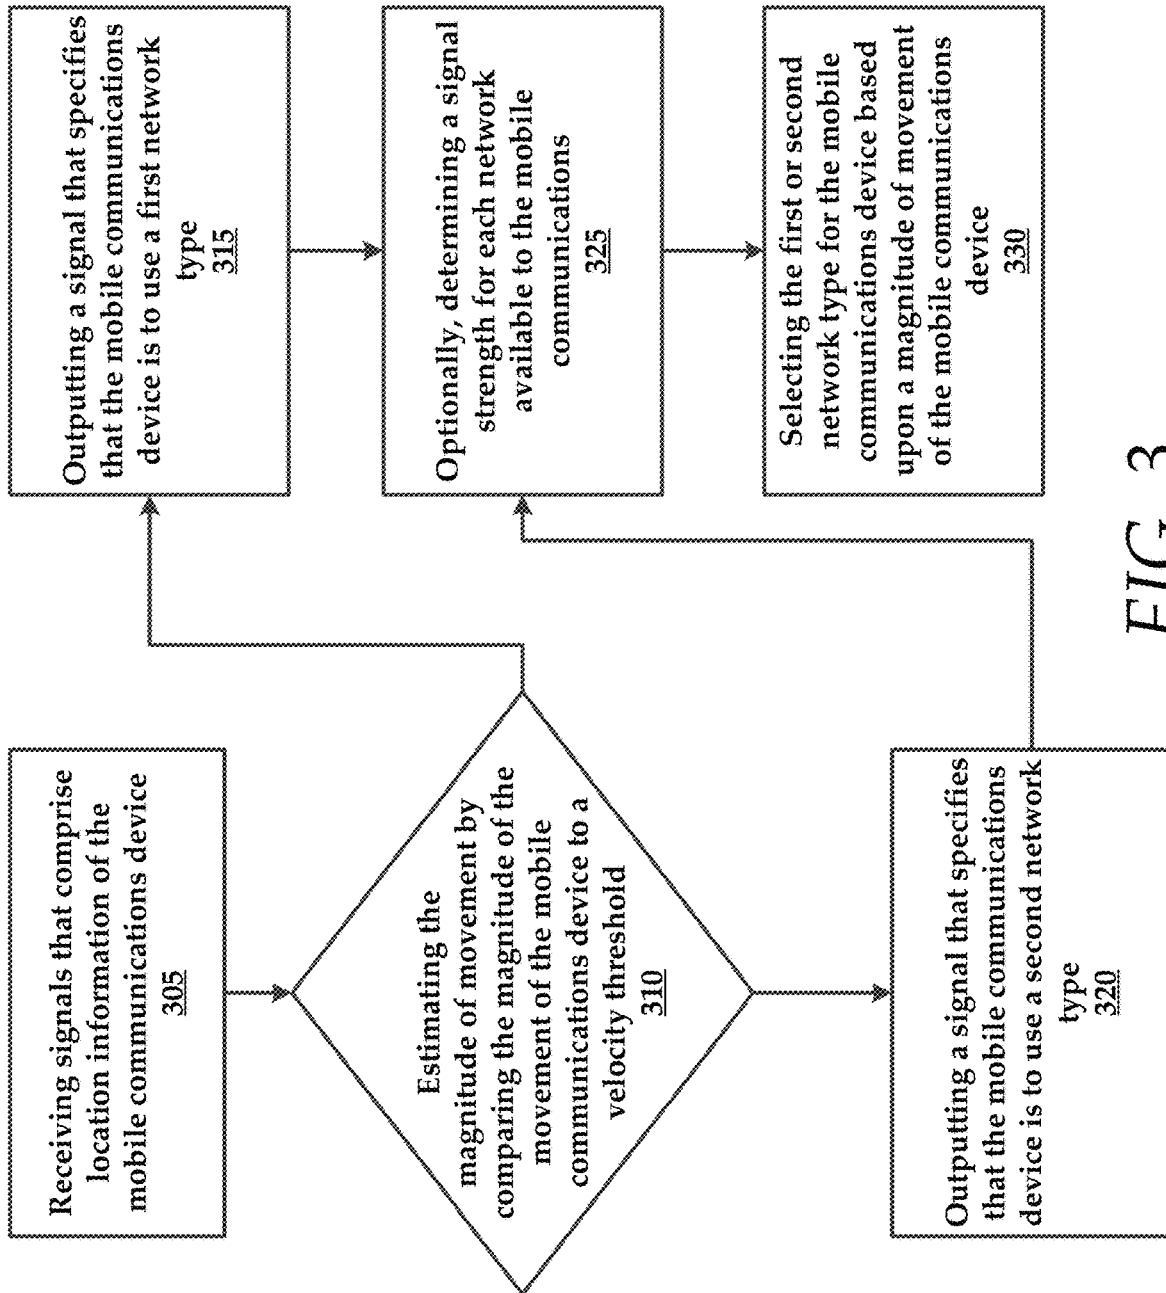 Receiving signals that comprise
location information of the
mobile communications device
305
Estimating the
magnitude of movement by
comparing the magnitude of the
movement of the mobile
communications device to a
velocity threshold
310
Outputting a signal that specifies
that the mobile communications
device is to use a second network
type
320
Outputting a signal that specifies
that the mobile communications
device is to use a first network
type
315
Optionally, determining a signal
strength for each network
available to the mobile
communications
325
Selecting the first or second
network type for the mobile
communications device based
upon a magnitude of movement
of the mobile communications
device
330
FIG. 3